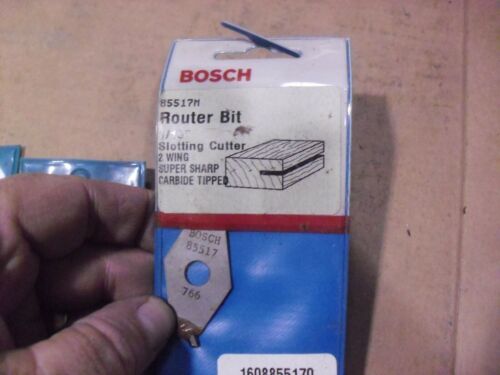 BOSCH
85517M
Router Bit
Slotting Cutter
2 WING
SUPER SHARP
CARBIDE TIPPED
BOSCH
85517
766
1608855170